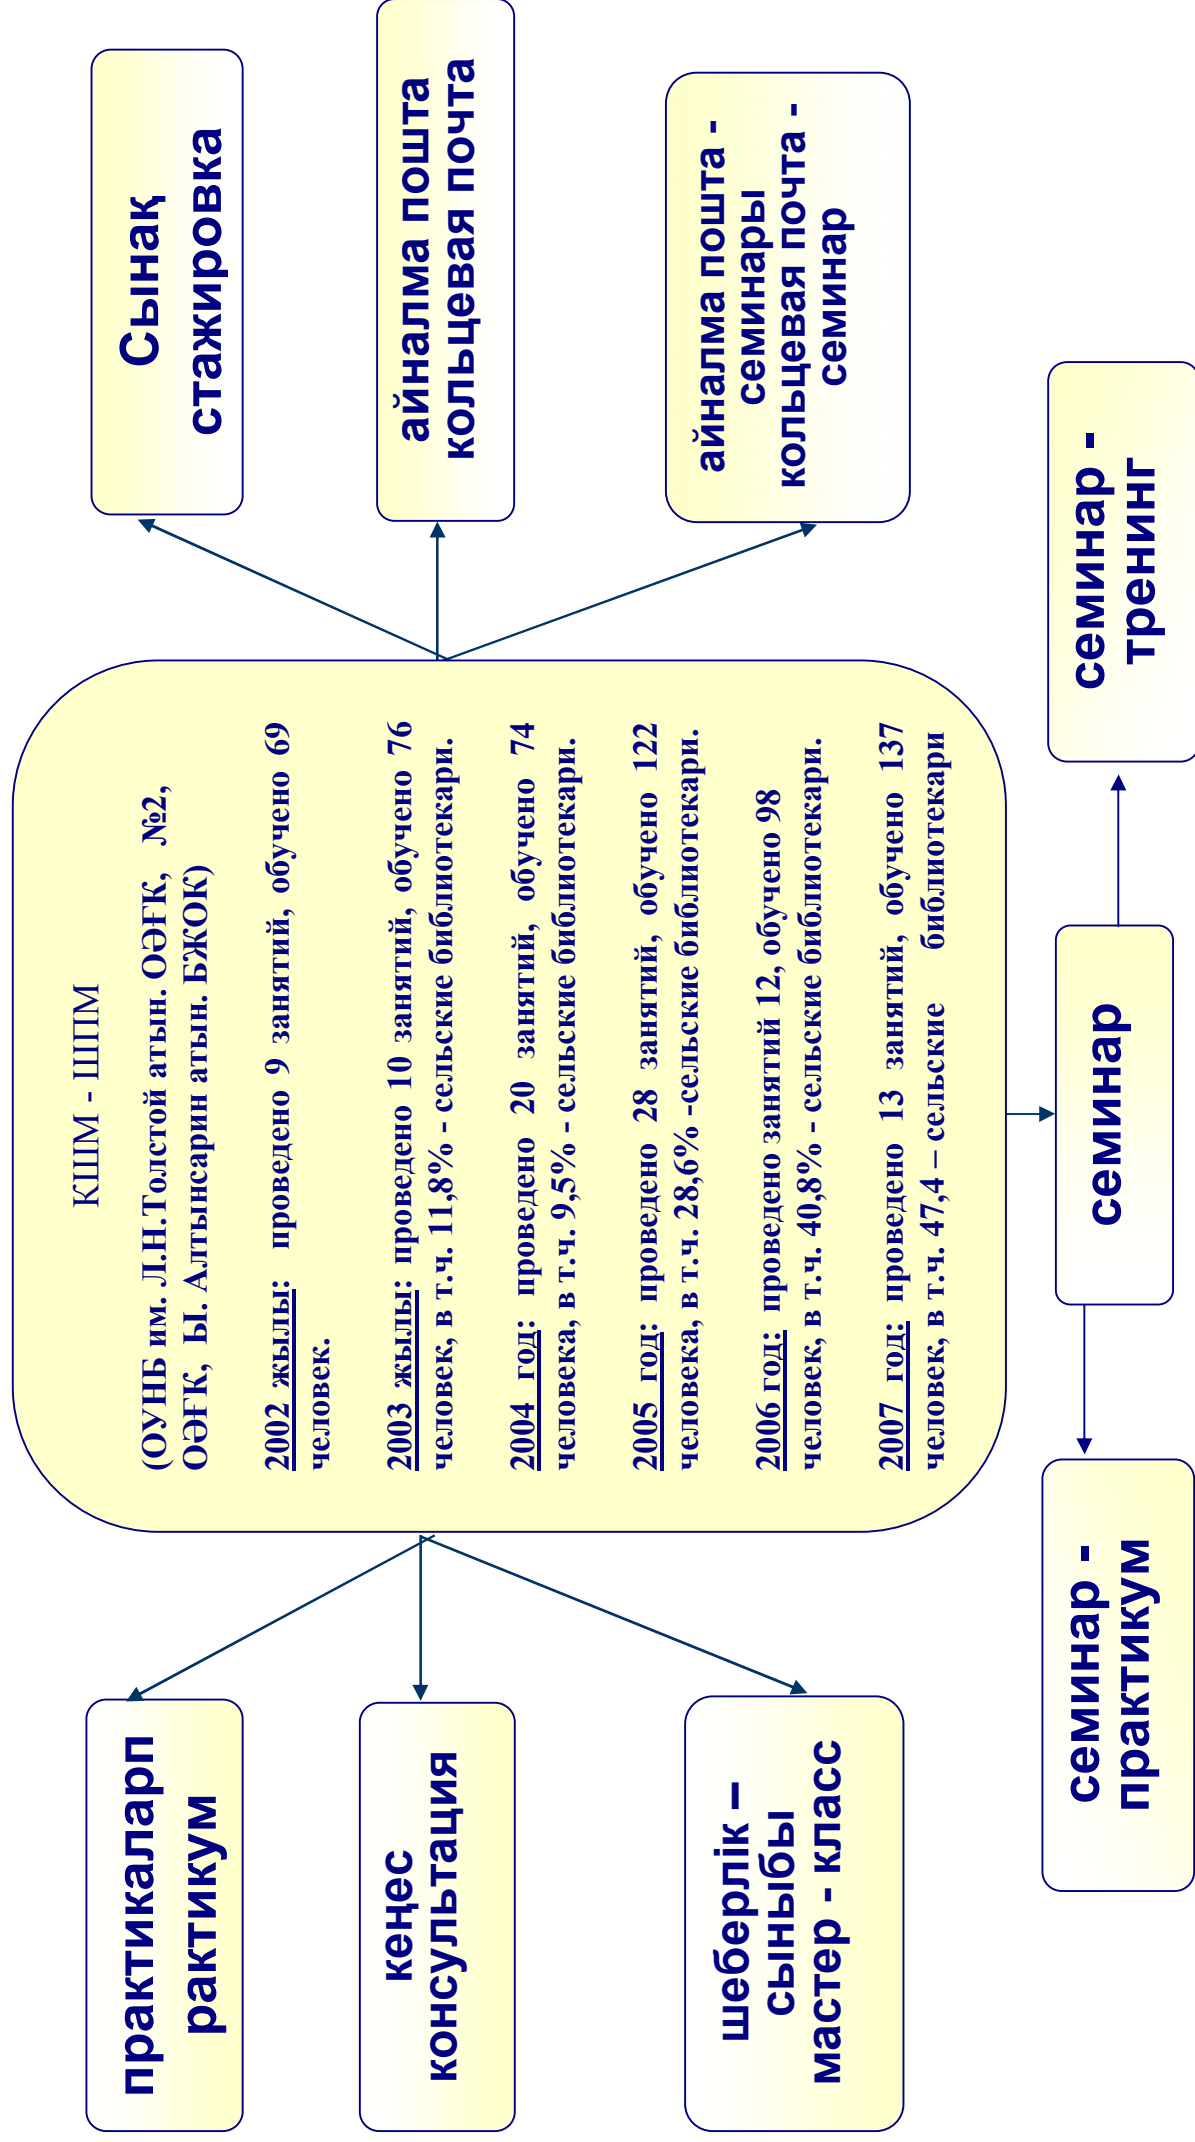 КШМ - ШПМ
(ОУНБ им. Л.Н.Толстой атын. ОӘҒК, №2,
ОӘҒК, Ы. Алтынсарин атын. БЖОК)
2002 жылы: проведено 9 занятий, обучено 69
человек.
2003 жылы: проведено 10 занятий, обучено 76
человек, в т.ч. 11,8% - сельские библиотекари.
2004 год: проведено 20 занятий, обучено 74
человека, в т.ч. 9,5% - сельские библиотекари.
2005 год: проведено 28 занятий, обучено 122
человека, в т.ч. 28,6% -сельские библиотекари.
2006 год: проведено занятий 12, обучено 98
человек, в т.ч. 40,8% - сельские библиотекари.
2007 год: проведено 13 занятий, обучено 137
человек, в т.ч. 47,4 – сельские библиотекари
практикаларп
рактикум
кеңес
консультация
шеберлік –
сыныбы
мастер - класс
Сынақ
стажировка
айналма пошта
кольцевая почта
айналма пошта -
семинары
кольцевая почта -
семинар
семинар -
практикум
семинар
семинар -
тренинг